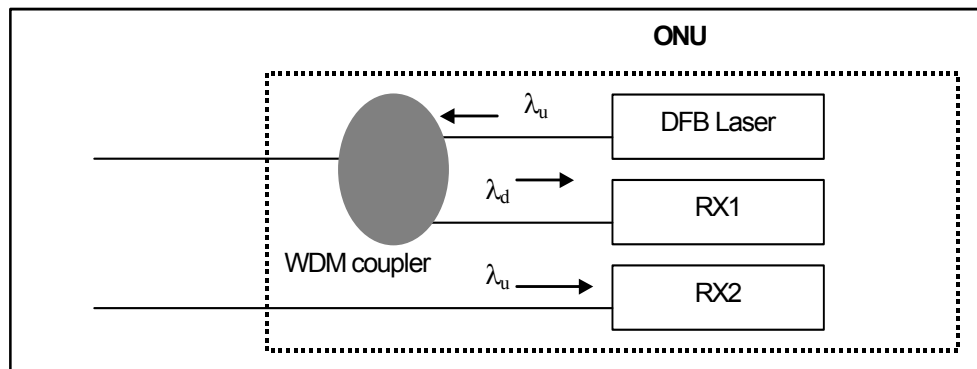 ONU
λu
DFB Laser
λd
RX1
WDM coupler
λu
RX2